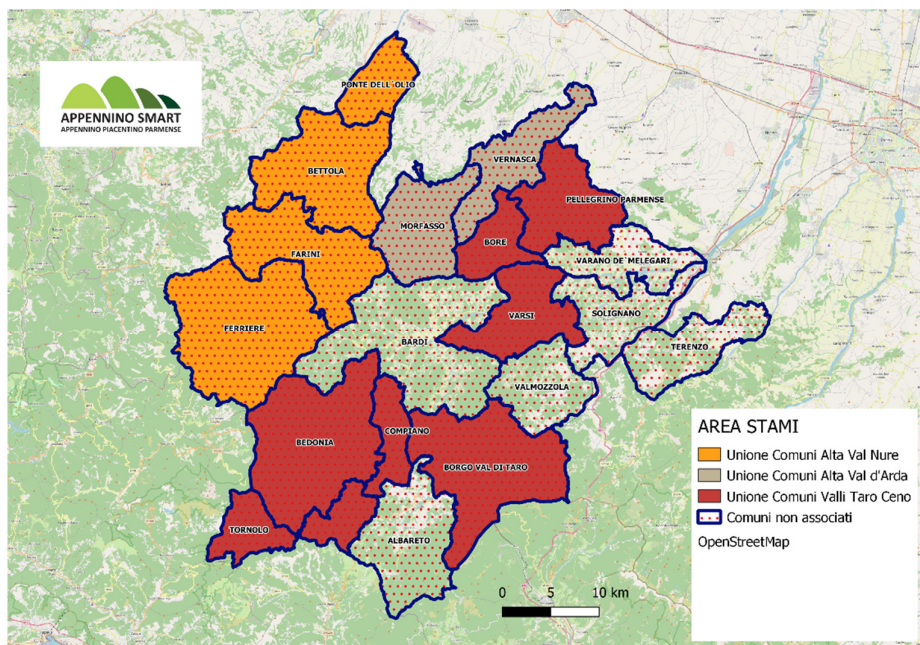 APPENNINO SMART
APPENNINO PIACENTINO PARMENSE
PONTE DELL'OLIO
BETTOLA
VERNASCA
PELLEGRINO PARMENSE
MORFASSO
BORE
FARINI
VARANO DE' MELEGARI
FERRIERE
VARSI
SOLIGNANO
BARDI
TERENZO
VALMOZZOLA
BEDONIA
COMPIANO
BORGO VAL DI TARO
TORNOLO
ALBARETO
AREA STAMI
Unione Comuni Alta Val Nure
Unione Comuni Alta Val d'Arda
Unione Comuni Valli Taro Ceno
Comuni non associati
OpenStreetMap
0 5 10 km